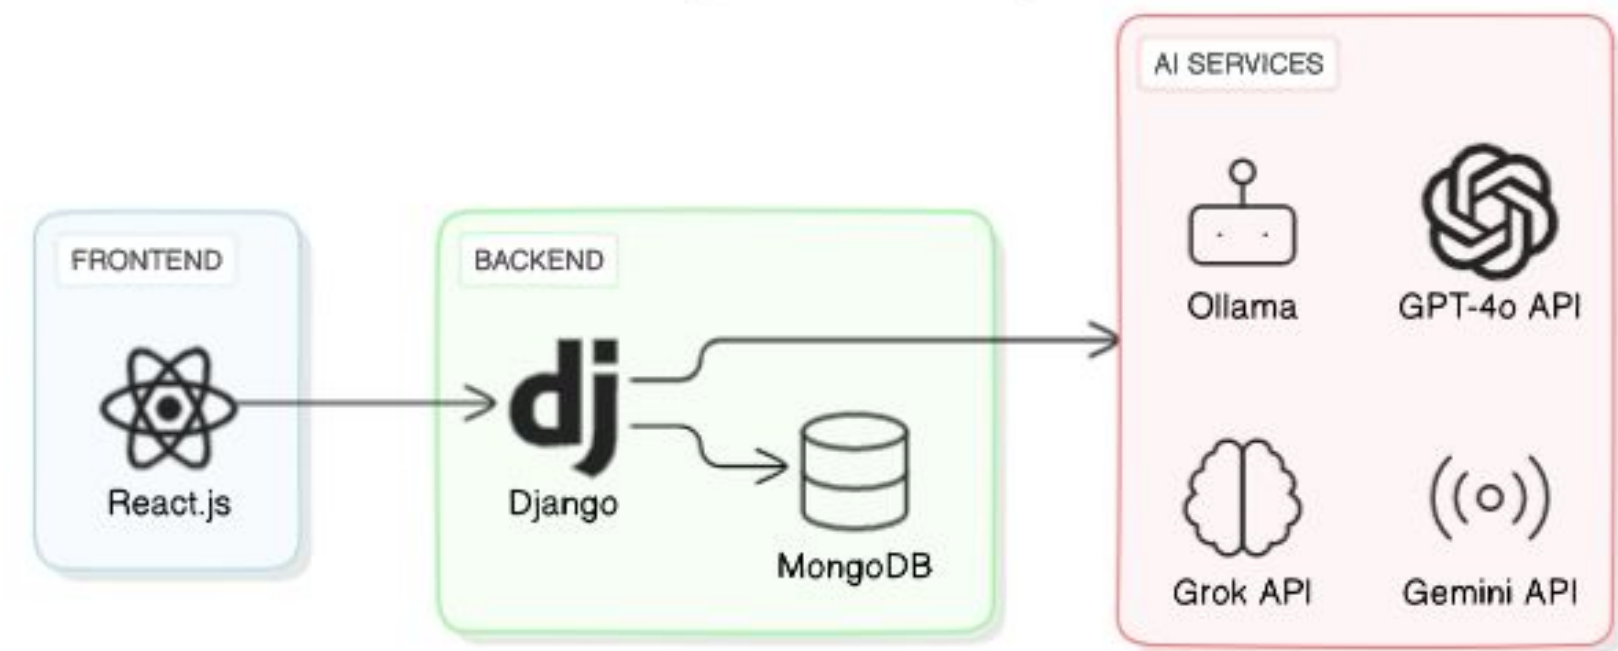 AI SERVICES
Ollama
GPT-4o API
Grok API
Gemini API
FRONTEND
React.js
BACKEND
dj
Django
MongoDB